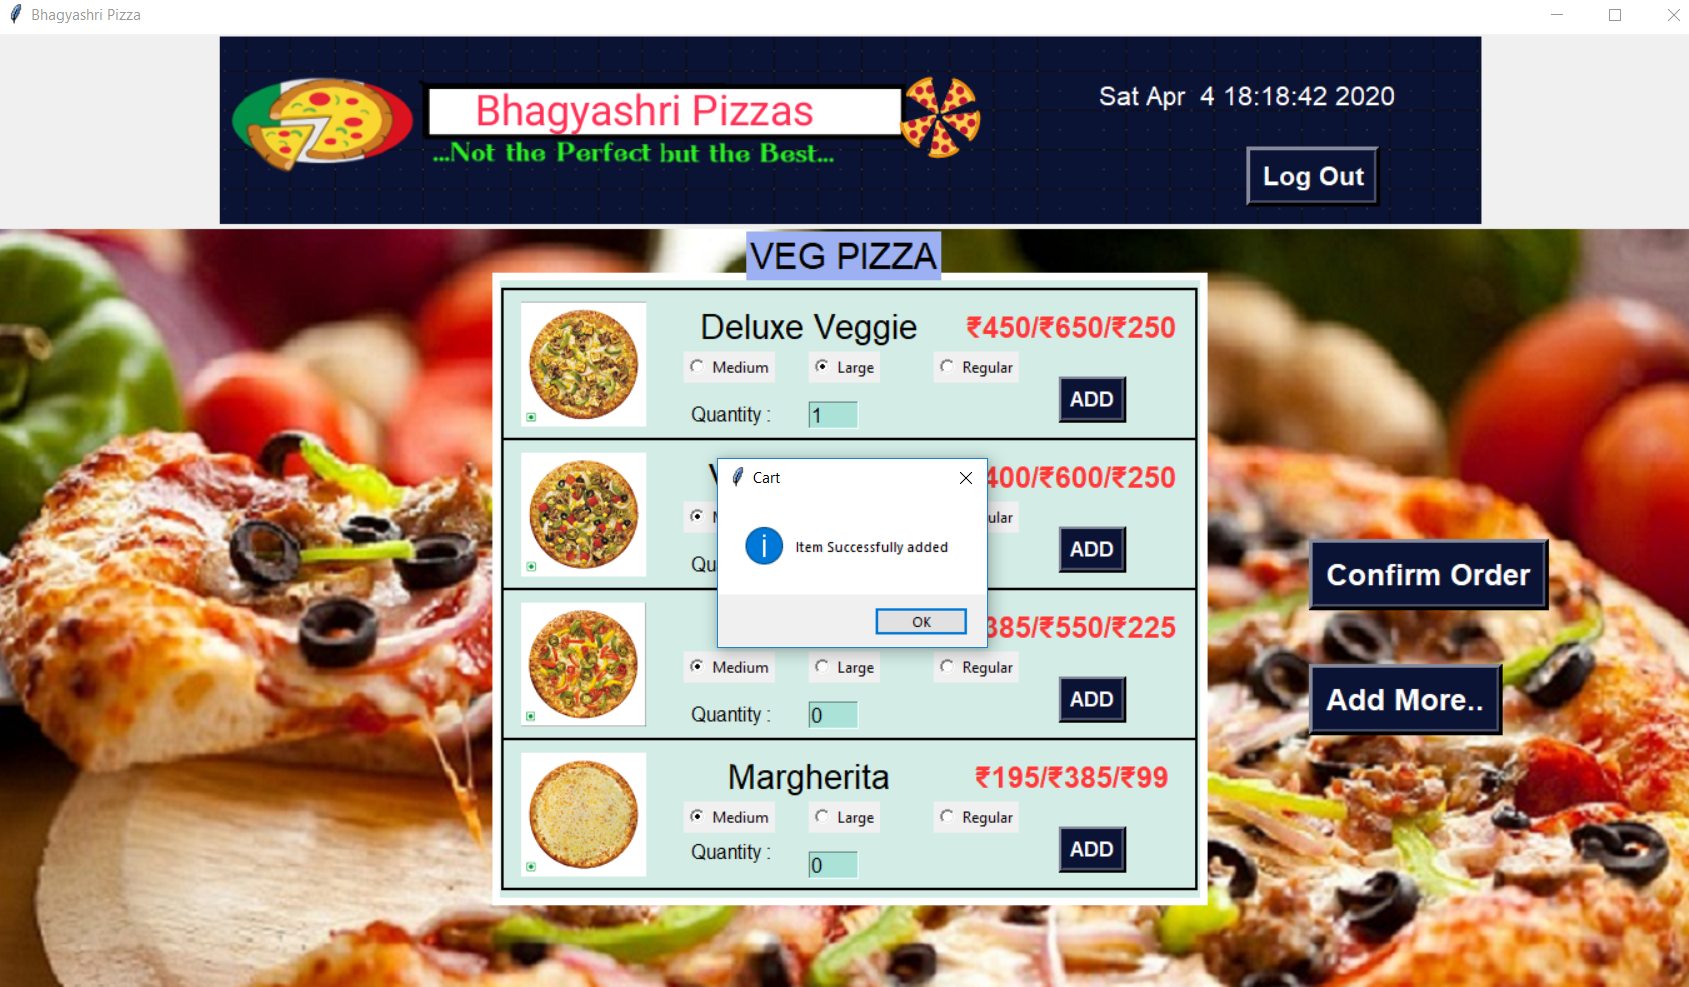 Bhagyashri Pizza
Bhagyashri Pizzas
...Not the Perfect but the Best...
Sat Apr  4 18:18:42 2020
Log Out
VEG PIZZA
Deluxe Veggie ₹450/₹650/₹250
Medium Large Regular
Quantity : 1
ADD
400/₹600/₹250
ADD
Cart
Item Successfully added
OK
385/₹550/₹225
Medium Large Regular
Quantity : 0
ADD
Margherita ₹195/₹385/₹99
Medium Large Regular
Quantity : 0
ADD
Confirm Order
Add More..